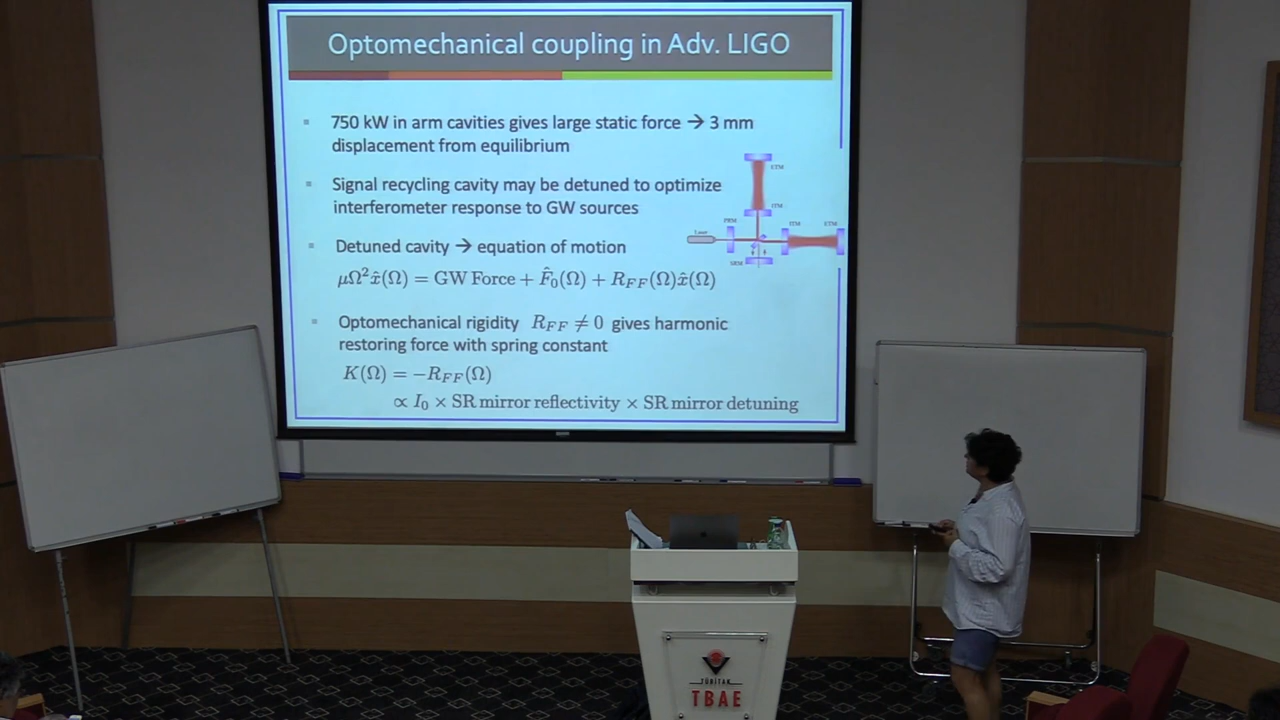 Optomechanical coupling in Adv. LIGO
750 kW in arm cavities gives large static force → 3 mm
displacement from equilibrium
Signal recycling cavity may be detuned to optimize
interferometer response to GW sources
Detuned cavity → equation of motion
μΩ²x̂(Ω) = GW Force + F̂₀(Ω) + R_FF(Ω)x̂(Ω)
Optomechanical rigidity R_FF ≠ 0 gives harmonic
restoring force with spring constant
K(Ω) = −R_FF(Ω)
∝ I₀ × SR mirror reflectivity × SR mirror detuning
ETM
ITM
PRM
ITM
ETM
Laser
SRM
TÜBİTAK
TBAE